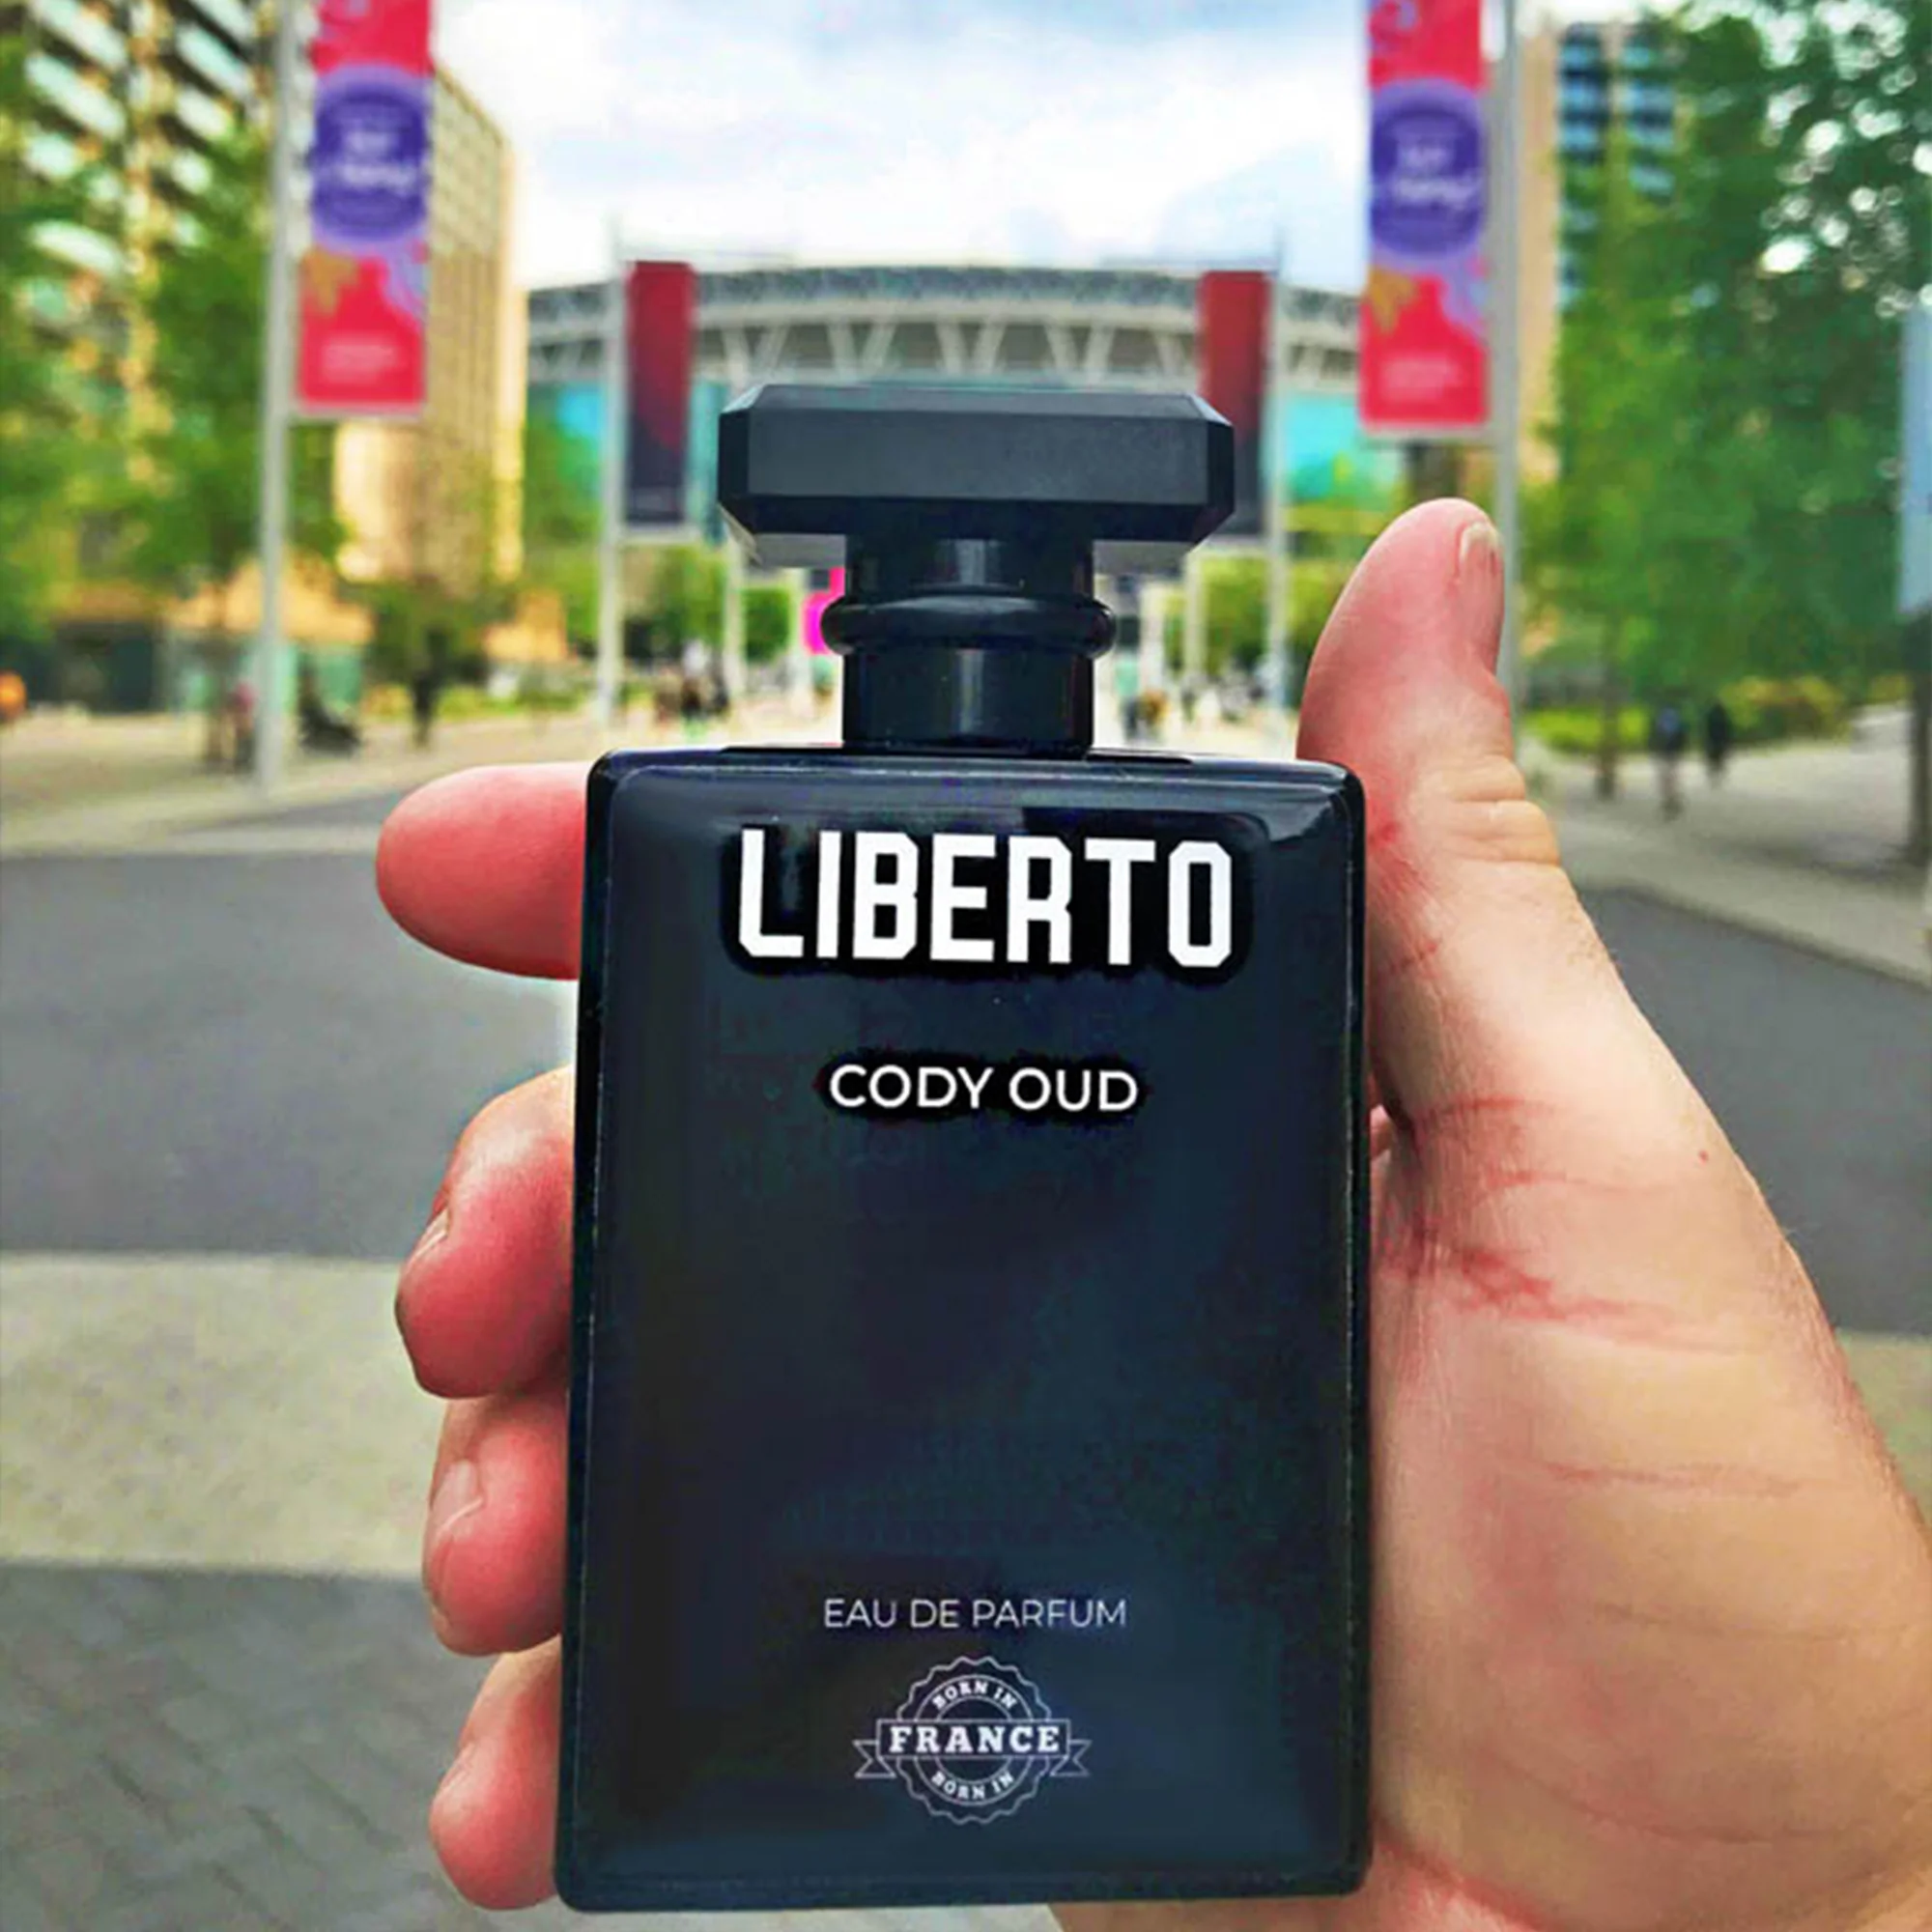 LIBERTO
CODY OUD
EAU DE PARFUM
BORN IN
FRANCE
BORN IN